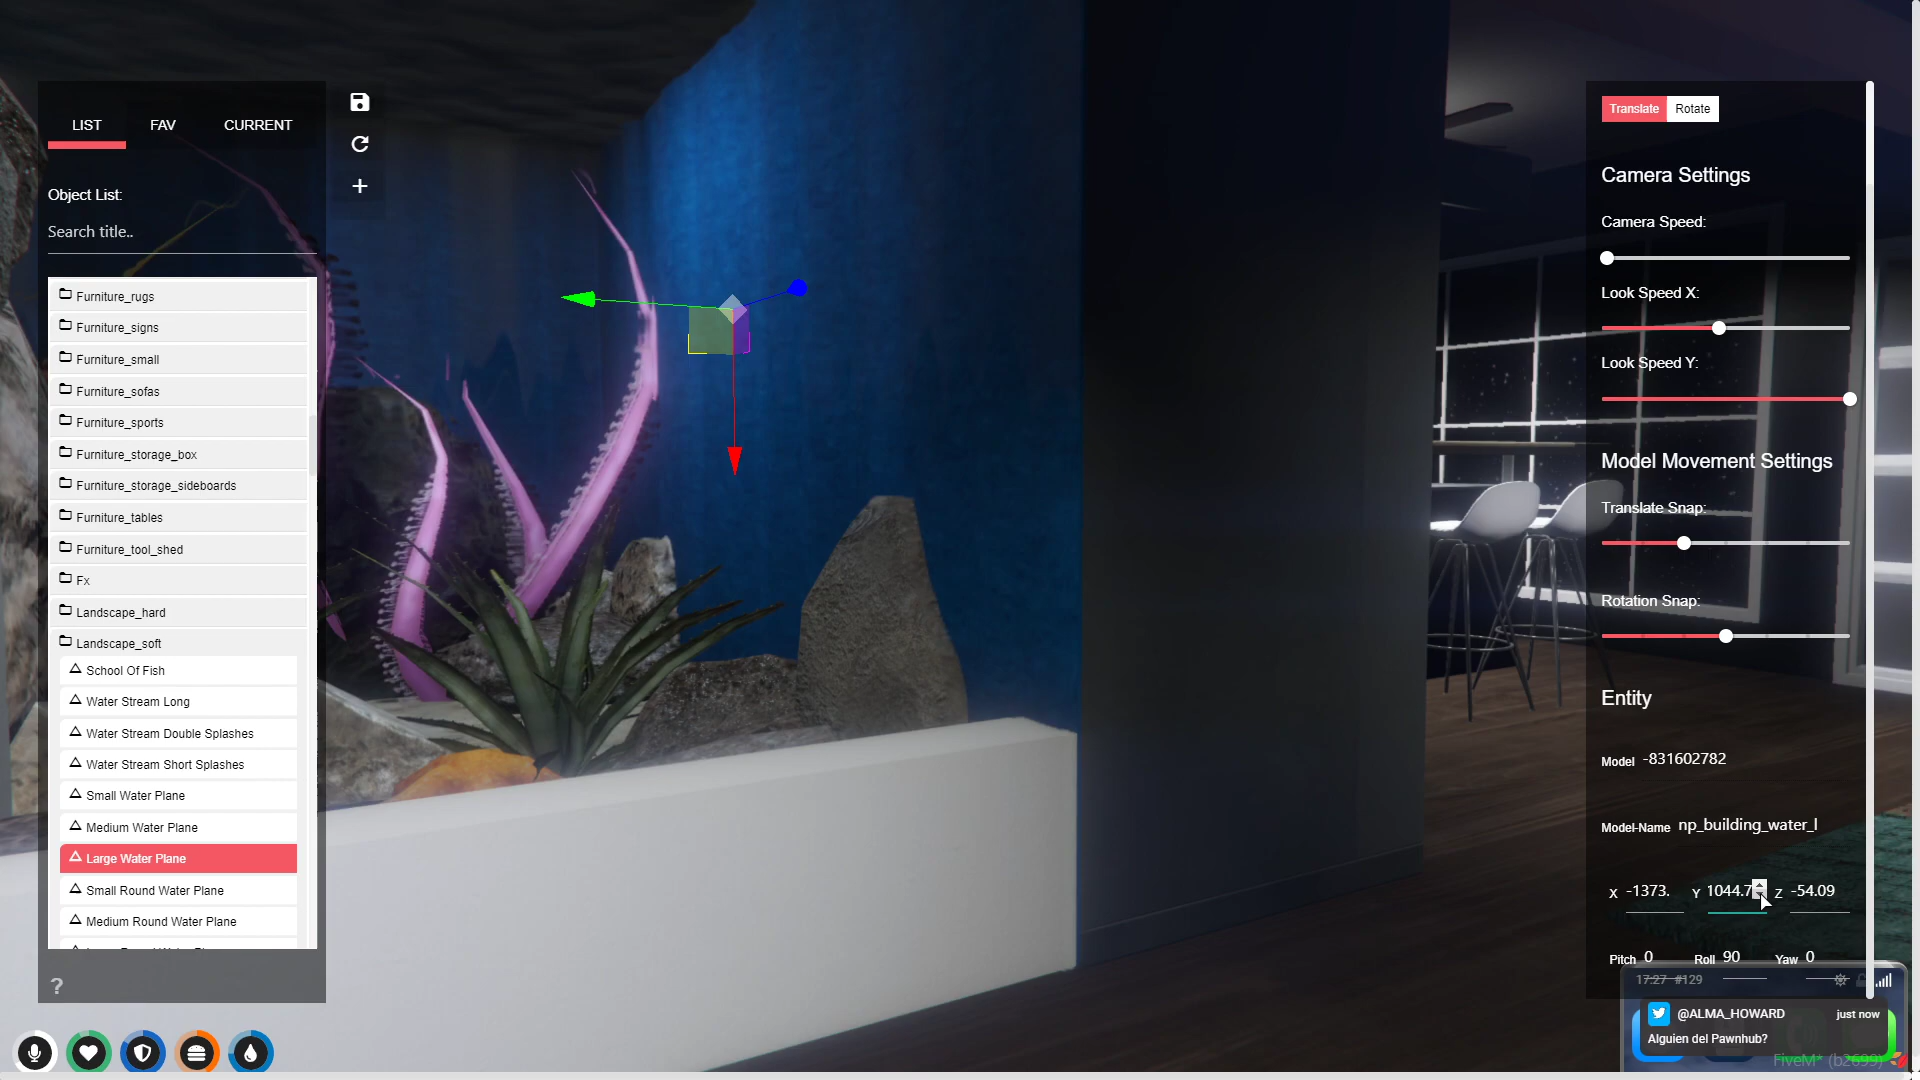 LIST FAV CURRENT
Object List:
Search title..
Furniture_rugs
Furniture_signs
Furniture_small
Furniture_sofas
Furniture_sports
Furniture_storage_box
Furniture_storage_sideboards
Furniture_tables
Furniture_tool_shed
Fx
Landscape_hard
Landscape_soft
School Of Fish
Water Stream Long
Water Stream Double Splashes
Water Stream Short Splashes
Small Water Plane
Medium Water Plane
Large Water Plane
Small Round Water Plane
Medium Round Water Plane
?
Translate Rotate
Camera Settings
Camera Speed:
Look Speed X:
Look Speed Y:
Model Movement Settings
Translate Snap:
Rotation Snap:
Entity
Model -831602782
Model-Name np_building_water_l
X -1373. Y 1044.7 Z -54.09
Pitch 0 Roll 90 Yaw 0
17:27 #129
@ALMA_HOWARD just now
Alguien del Pawnhub?
FiveM* (b2699)